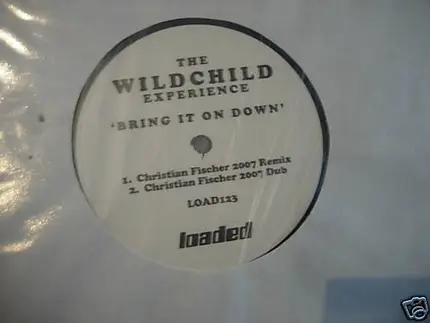 THE
WILDCHILD
EXPERIENCE
'BRING IT ON DOWN'
1. Christian Fischer 2007 Remix
2. Christian Fischer 2007 Dub
LOAD123
loaded